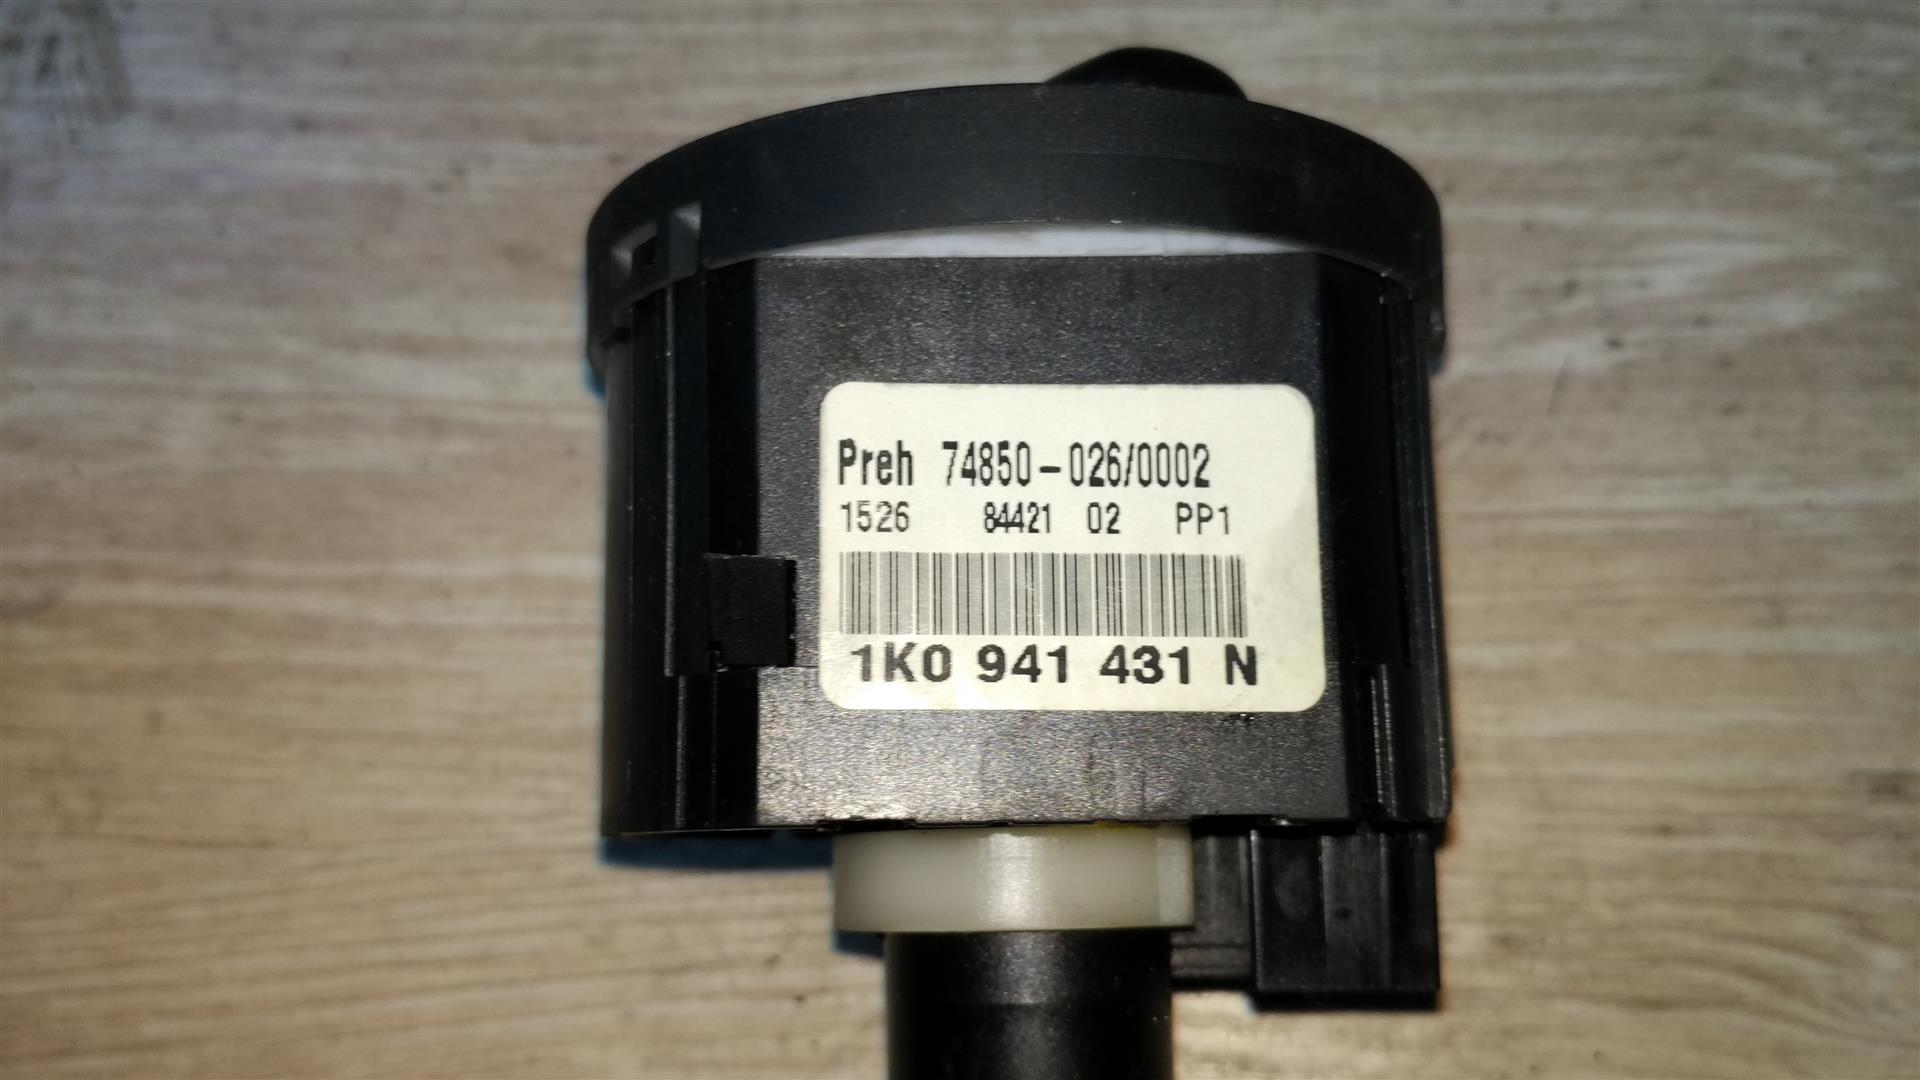 Preh 74850-026/0002
1526 84421 02 PP1
1K0 941 431 N